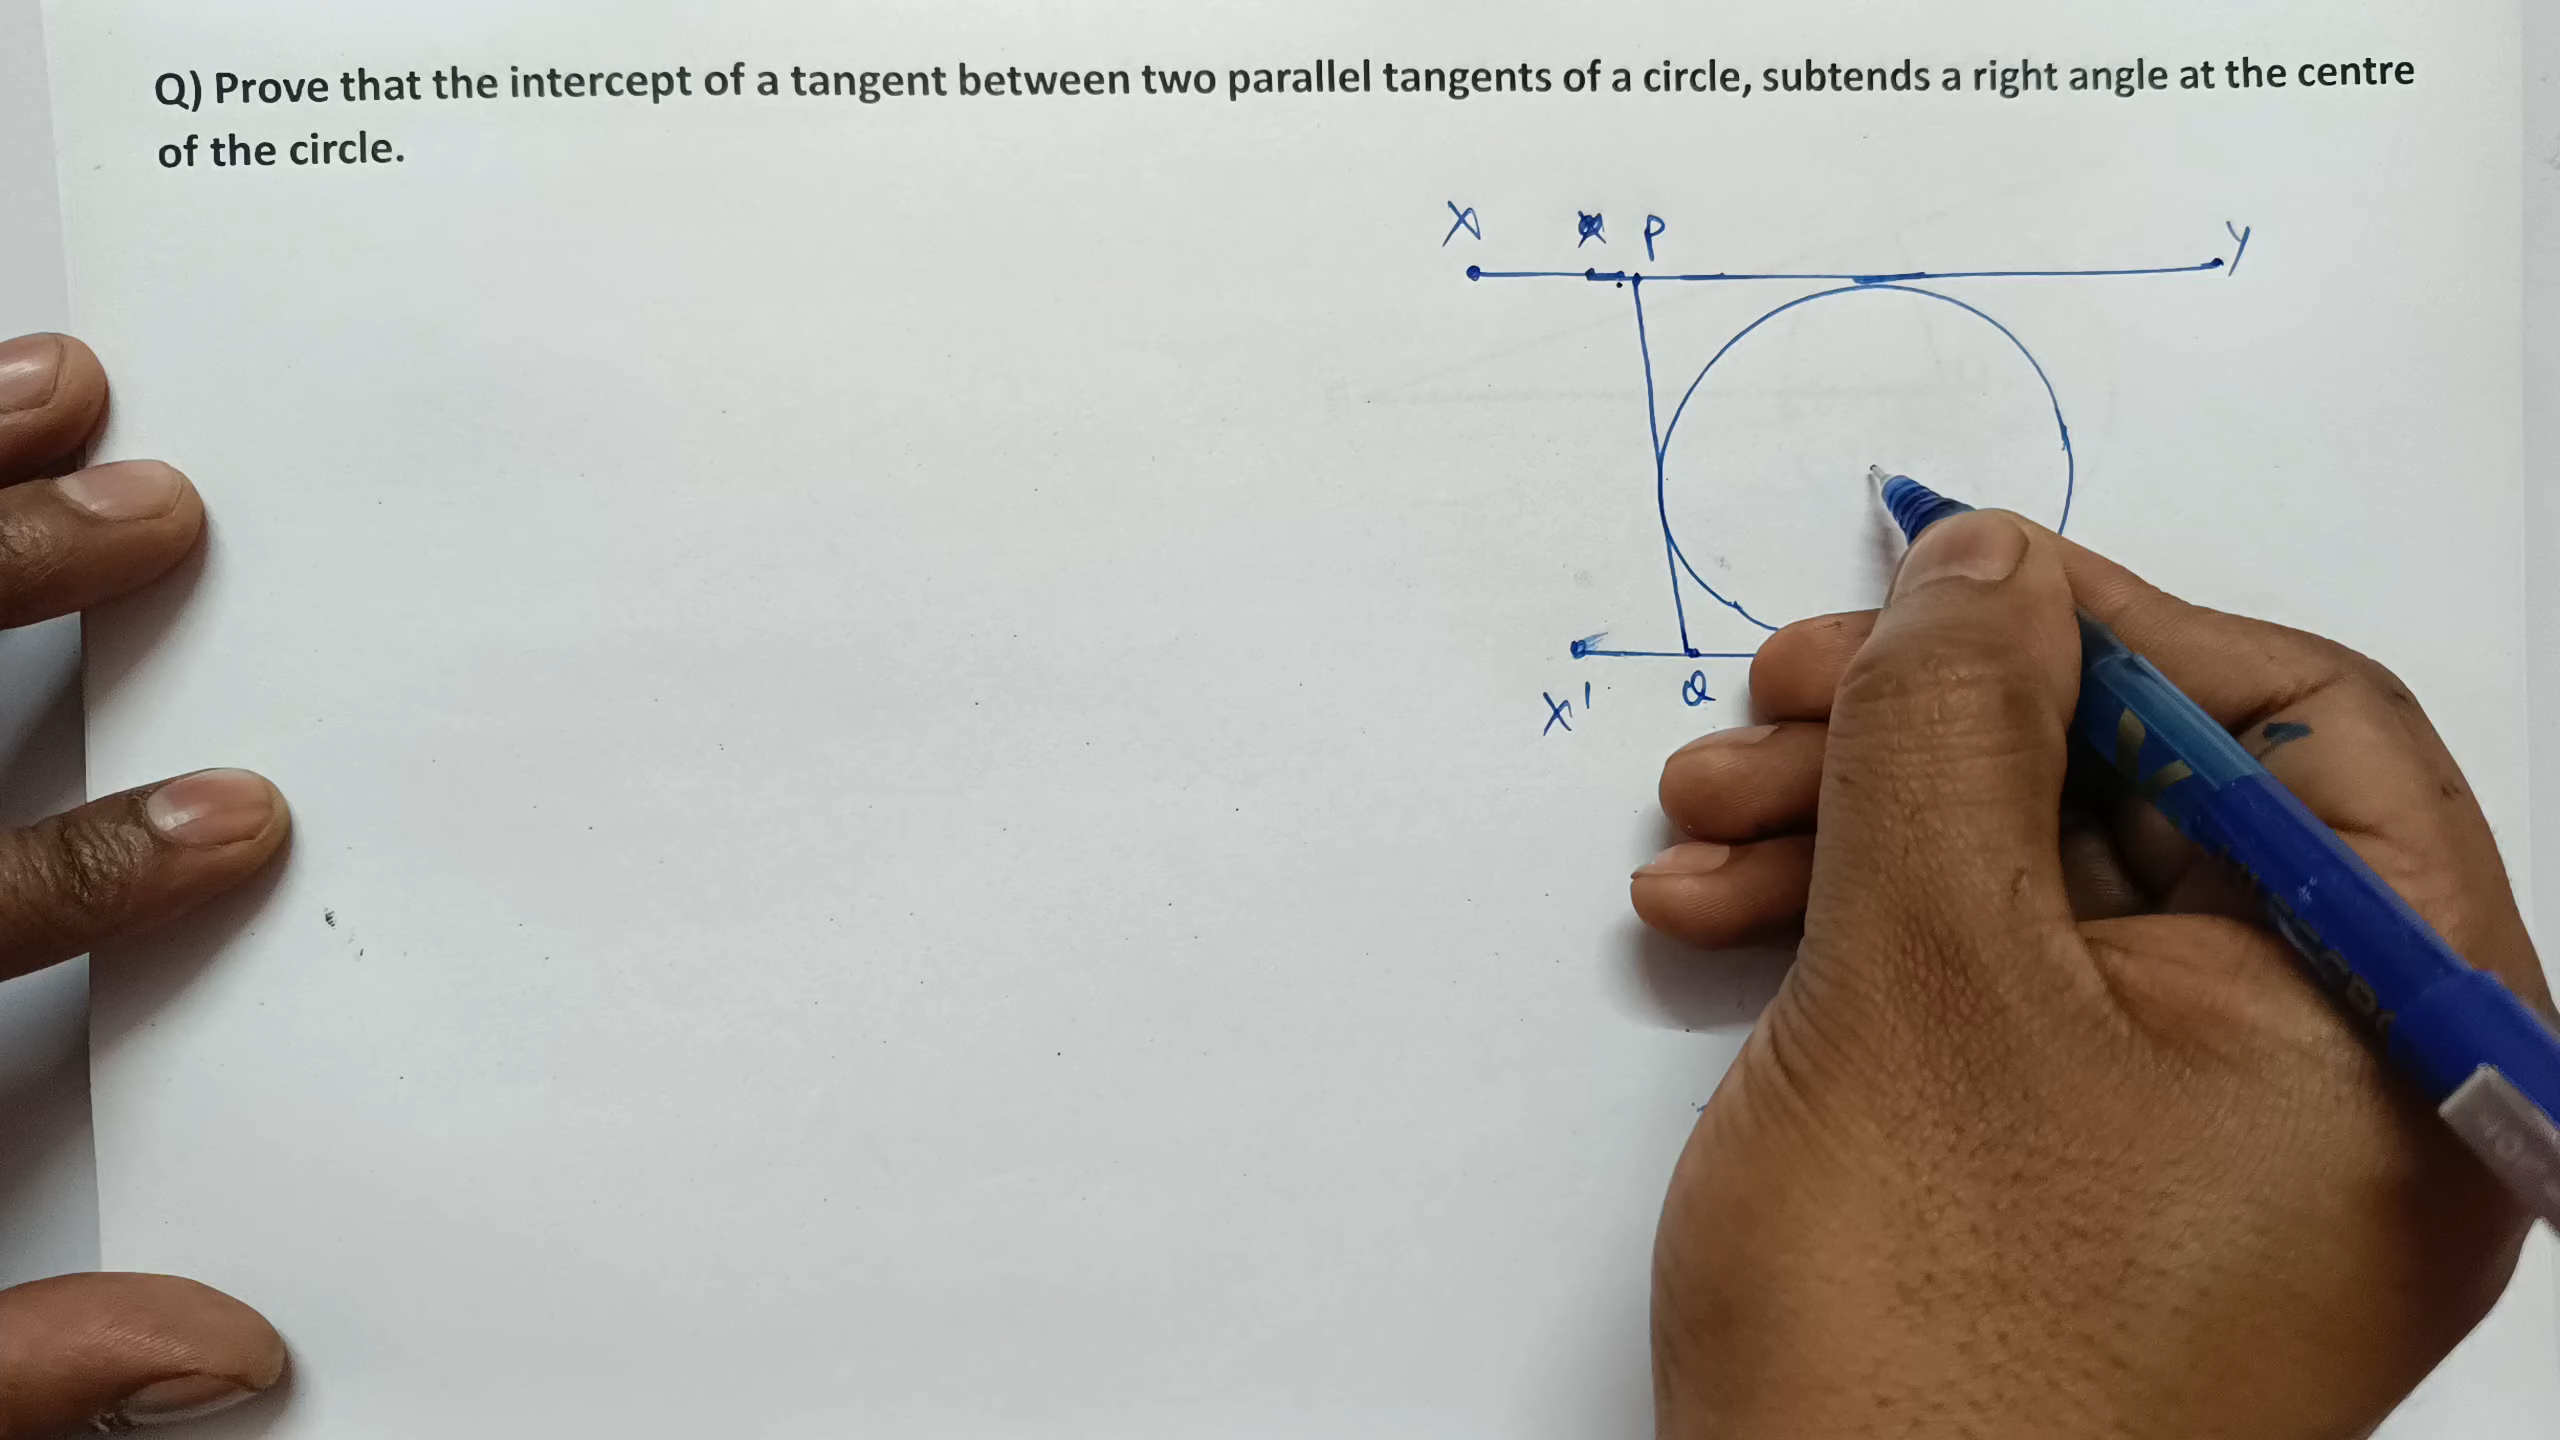 Q) Prove that the intercept of a tangent between two parallel tangents of a circle, subtends a right angle at the centre
of the circle.
X P Y
X' Q